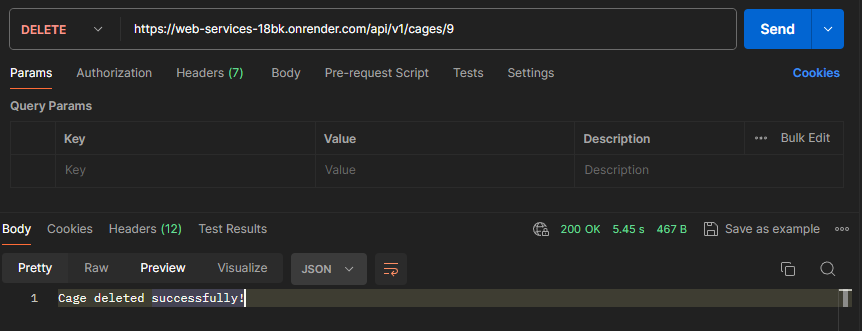 DELETE https://web-services-18bk.onrender.com/api/v1/cages/9 Send
Params Authorization Headers (7) Body Pre-request Script Tests Settings Cookies
Query Params
Key Value Description Bulk Edit
Key Value Description
Body Cookies Headers (12) Test Results 200 OK 5.45 s 467 B Save as example
Pretty Raw Preview Visualize JSON
1 Cage deleted successfully!